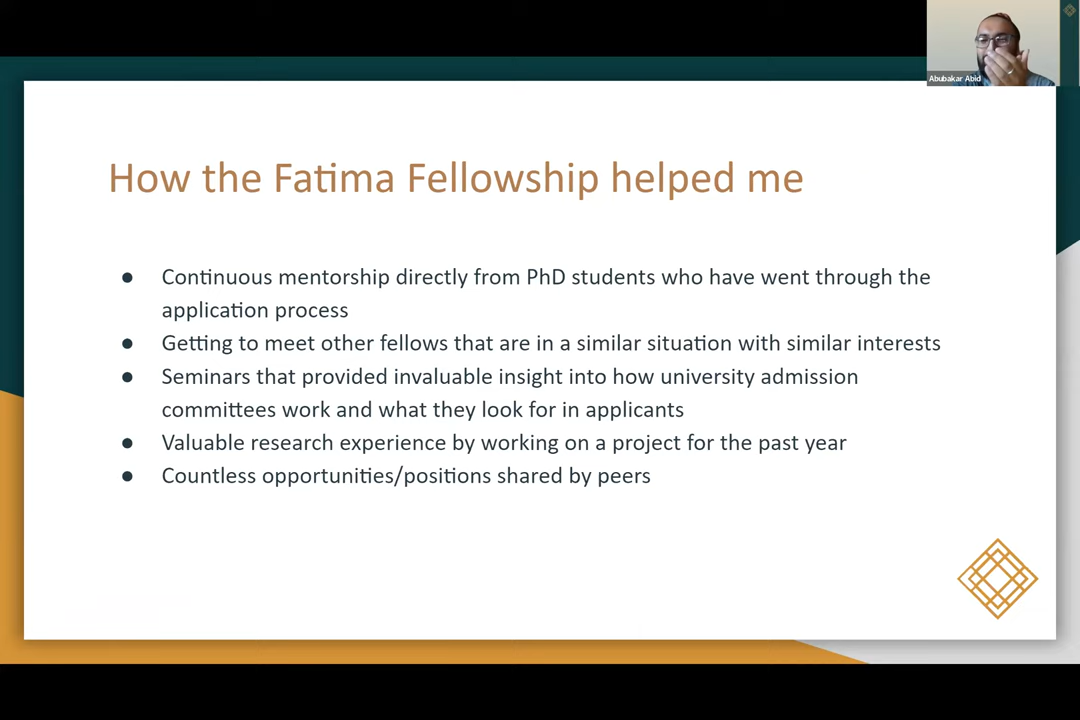 Abubakar Abid
How the Fatima Fellowship helped me
● Continuous mentorship directly from PhD students who have went through the
application process
● Getting to meet other fellows that are in a similar situation with similar interests
● Seminars that provided invaluable insight into how university admission
committees work and what they look for in applicants
● Valuable research experience by working on a project for the past year
● Countless opportunities/positions shared by peers